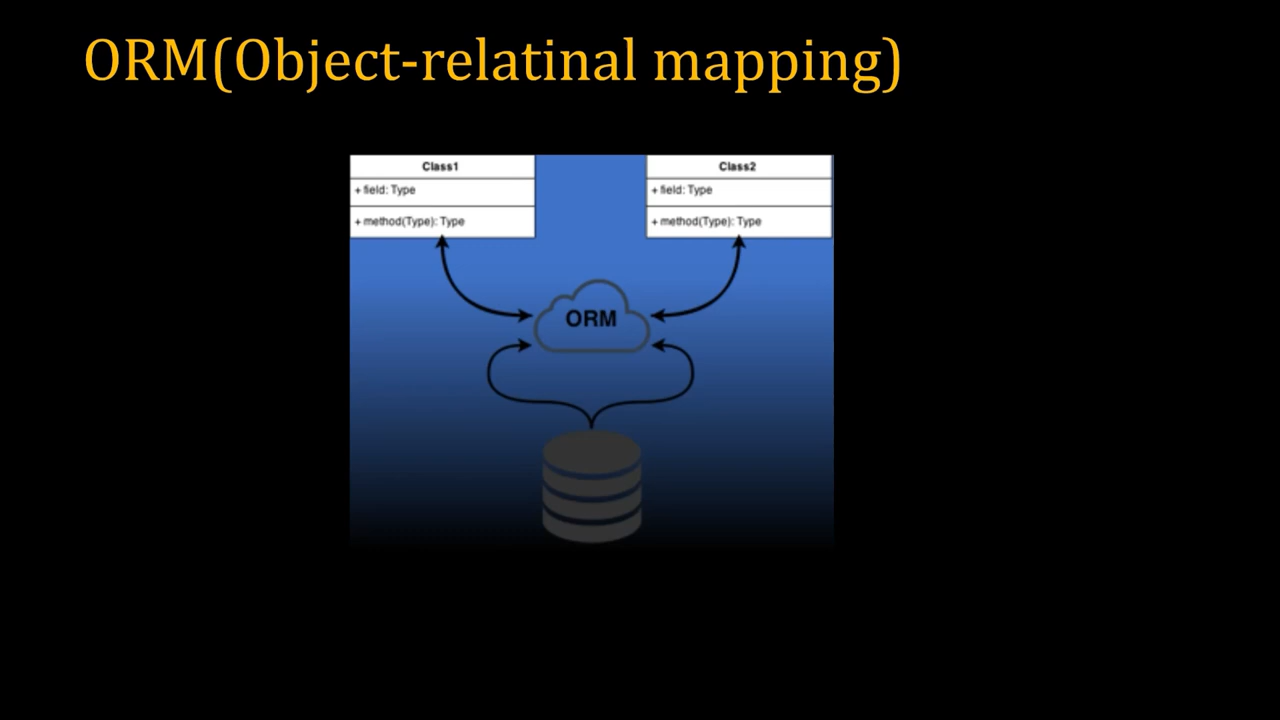 ORM(Object-relatinal mapping)
Class1
+ field: Type
+ method(Type): Type
Class2
+ field: Type
+ method(Type): Type
ORM